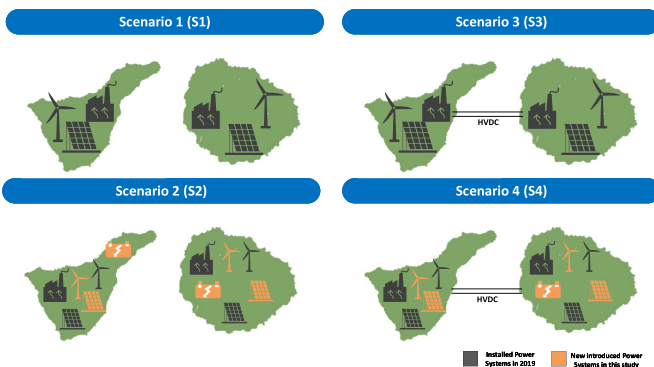 Scenario 1 (S1)
Scenario 3 (S3)
HVDC
Scenario 2 (S2)
Scenario 4 (S4)
HVDC
Installed Power
Systems in 2019
New introduced Power
Systems in this study